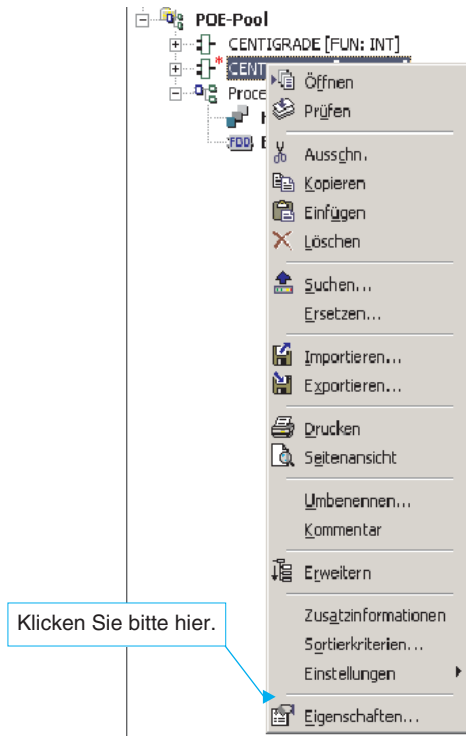 POE-Pool
CENTIGRADE [FUN: INT]
CENT
Proce
Öffnen
Prüfen
Ausschn.
Kopieren
Einfügen
Löschen
Suchen...
Ersetzen...
Importieren...
Exportieren...
Drucken
Seitenansicht
Umbenennen...
Kommentar
Erweitern
Zusatzinformationen
Sortierkriterien...
Einstellungen
Eigenschaften...
Klicken Sie bitte hier.